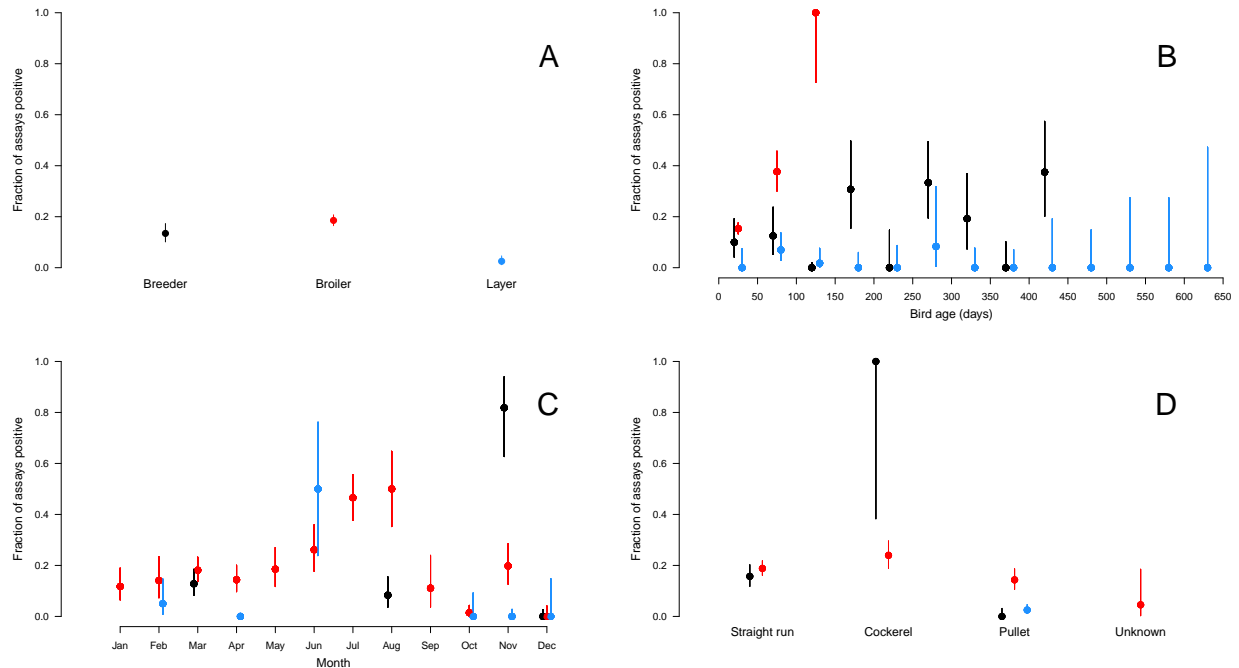 A
Fraction of assays positive
1.0
0.8
0.6
0.4
0.2
0.0
Breeder Broiler Layer
B
Fraction of assays positive
1.0
0.8
0.6
0.4
0.2
0.0
0 50 100 150 200 250 300 350 400 450 500 550 600 650
Bird age (days)
C
Fraction of assays positive
1.0
0.8
0.6
0.4
0.2
0.0
Jan Feb Mar Apr May Jun Jul Aug Sep Oct Nov Dec
Month
D
Fraction of assays positive
1.0
0.8
0.6
0.4
0.2
0.0
Straight run Cockerel Pullet Unknown